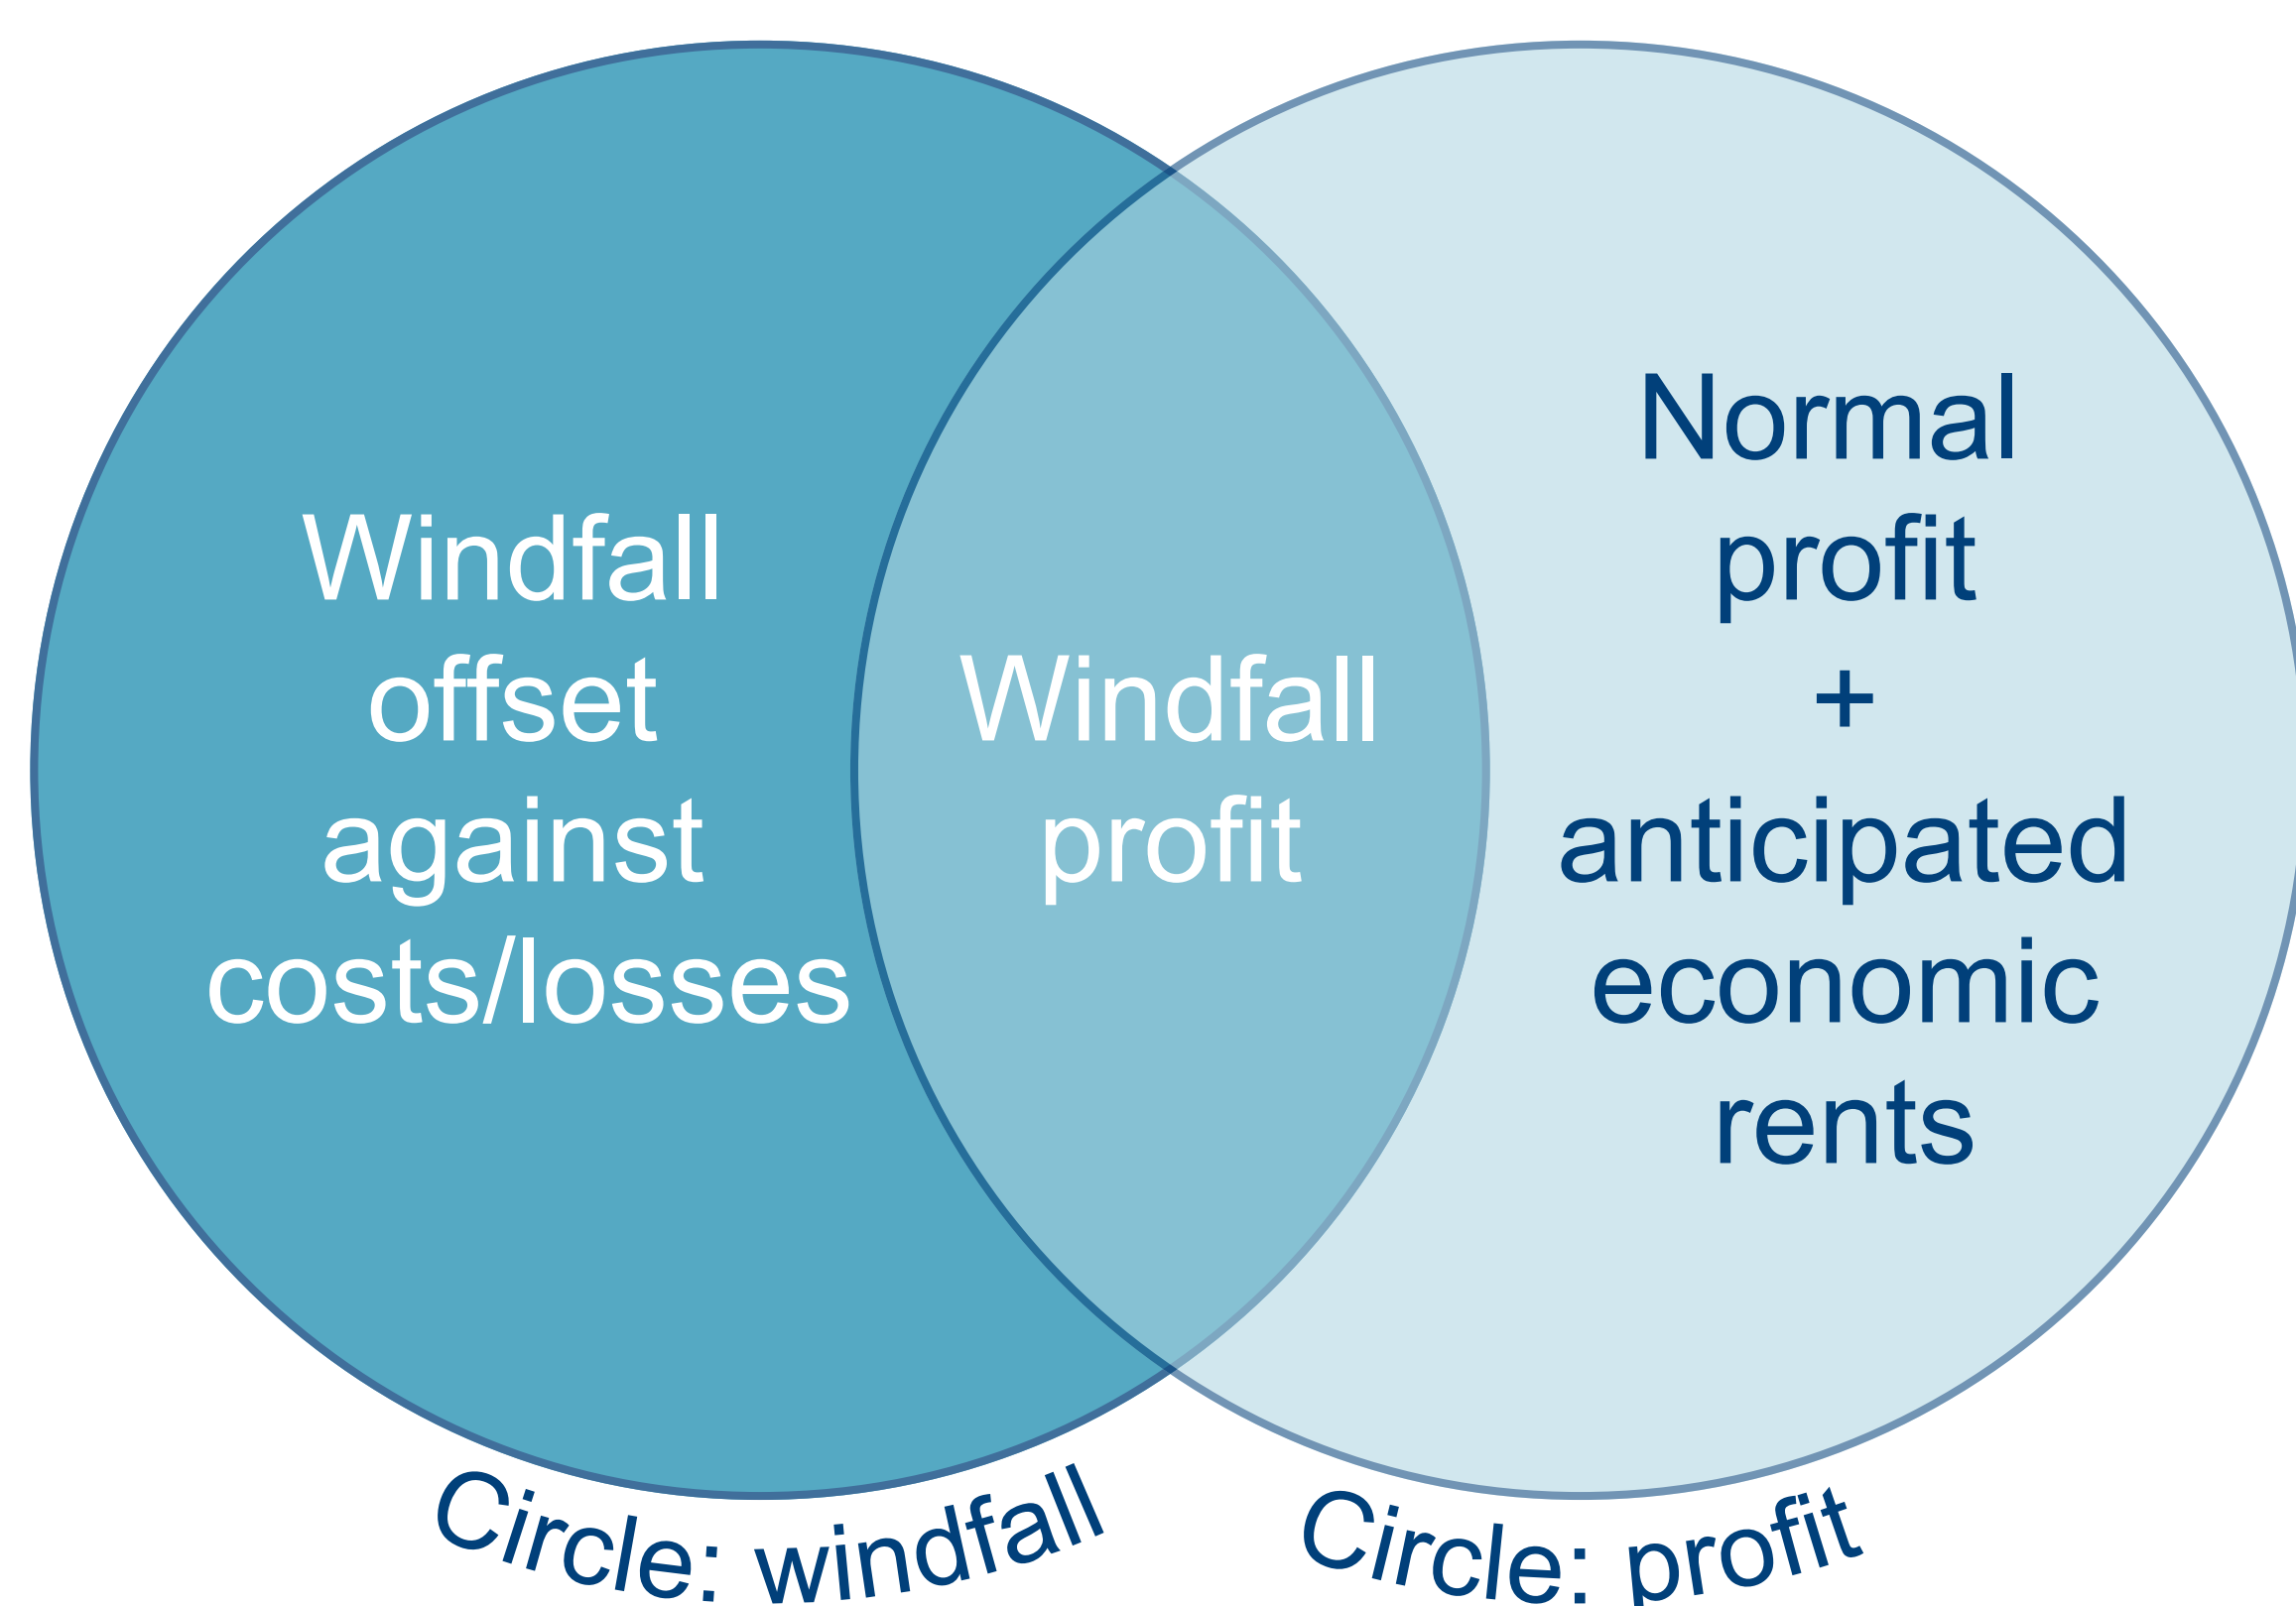 Windfall
offset
against
costs/losses
Windfall
profit
Normal
profit
+
anticipated
economic
rents
Circle: windfall
Circle: profit